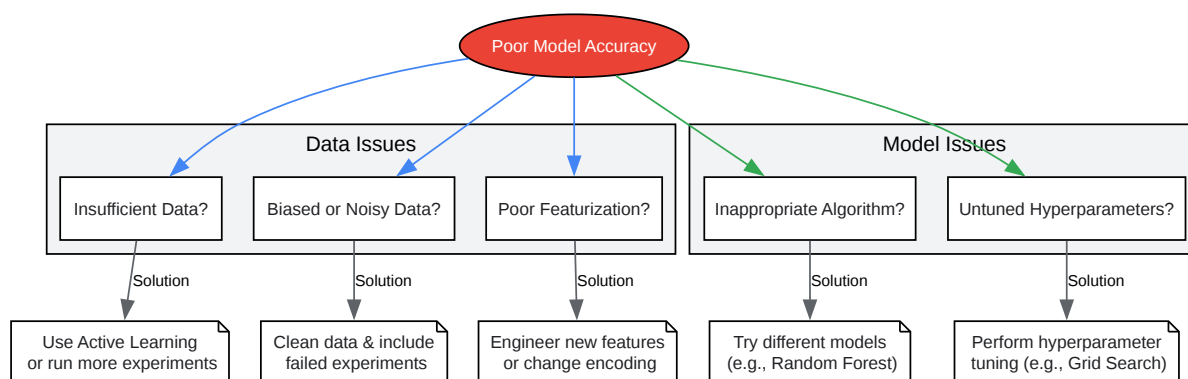 Poor Model Accuracy
Data Issues
Model Issues
Insufficient Data?
Biased or Noisy Data?
Poor Featurization?
Inappropriate Algorithm?
Untuned Hyperparameters?
Solution
Solution
Solution
Solution
Solution
Use Active Learning
or run more experiments
Clean data & include
failed experiments
Engineer new features
or change encoding
Try different models
(e.g., Random Forest)
Perform hyperparameter
tuning (e.g., Grid Search)